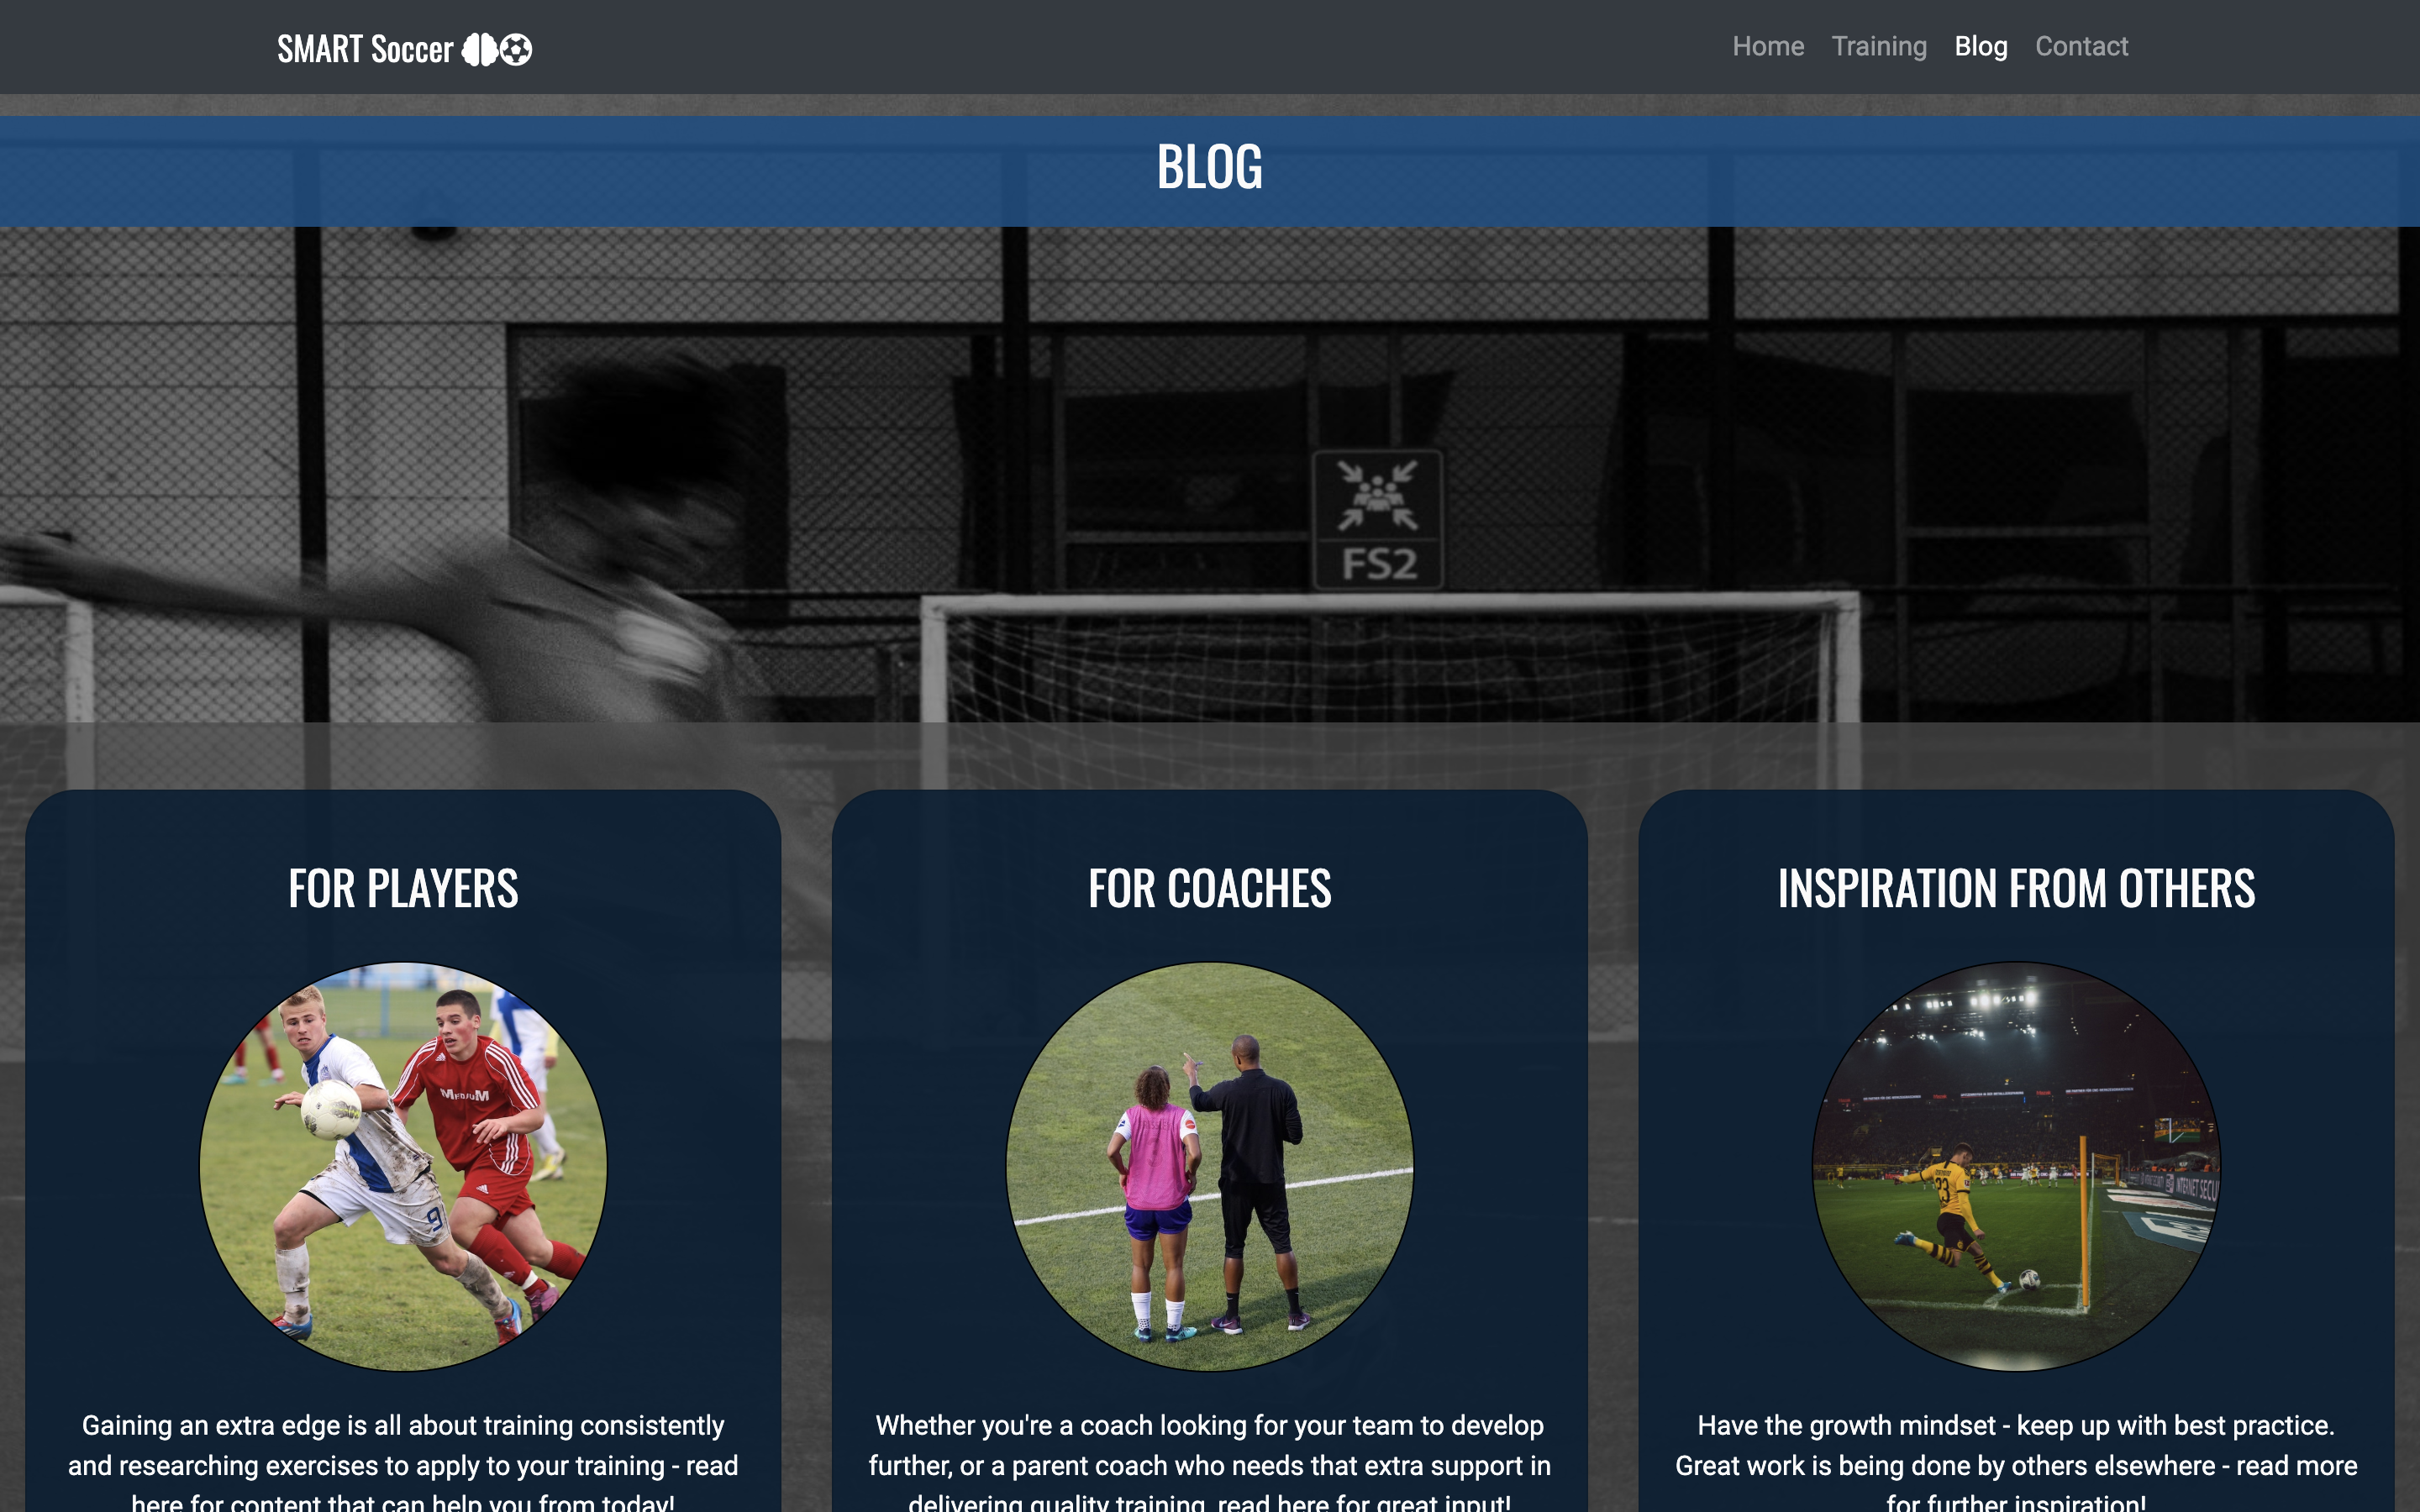 SMART Soccer
Home Training Blog Contact
BLOG
FS2
FOR PLAYERS
FOR COACHES
INSPIRATION FROM OTHERS
MEDIUM
9
23
INTERNET SECU
Gaining an extra edge is all about training consistently
and researching exercises to apply to your training - read
here for content that can help you from today!
Whether you're a coach looking for your team to develop
further, or a parent coach who needs that extra support in
delivering quality training, read here for great input!
Have the growth mindset - keep up with best practice.
Great work is being done by others elsewhere - read more
for further inspiration!